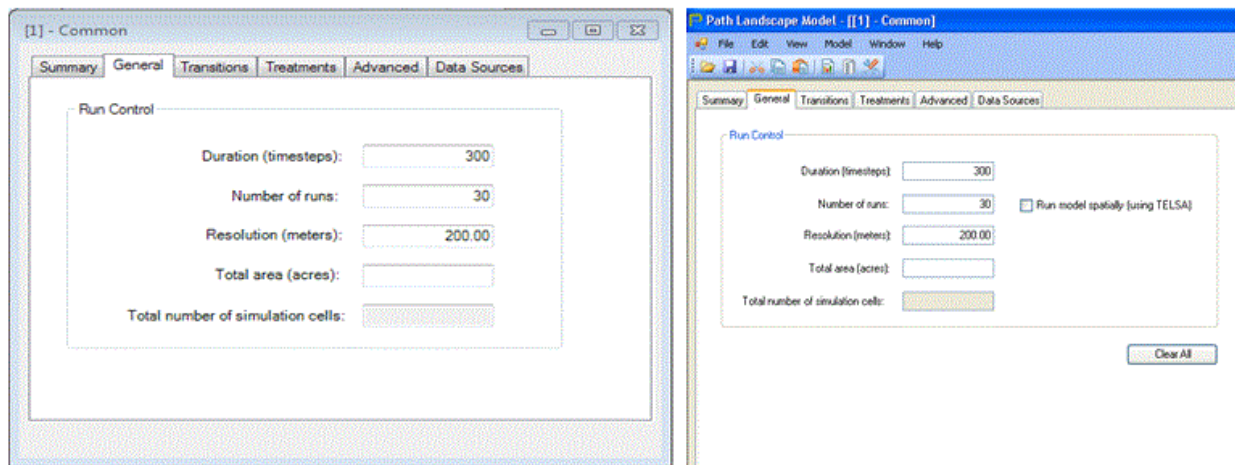 [1] - Common
Summary General Transitions Treatments Advanced Data Sources
Run Control
Duration (timesteps): 300
Number of runs: 30
Resolution (meters): 200.00
Total area (acres):
Total number of simulation cells:
Path Landscape Model - [[1] - Common]
File Edit View Model Window Help
Summary General Transitions Treatments Advanced Data Sources
Run Control
Duration (timesteps): 300
Number of runs: 30 Run model spatially (using TELSA)
Resolution (meters): 200.00
Total area (acres):
Total number of simulation cells:
Clear All